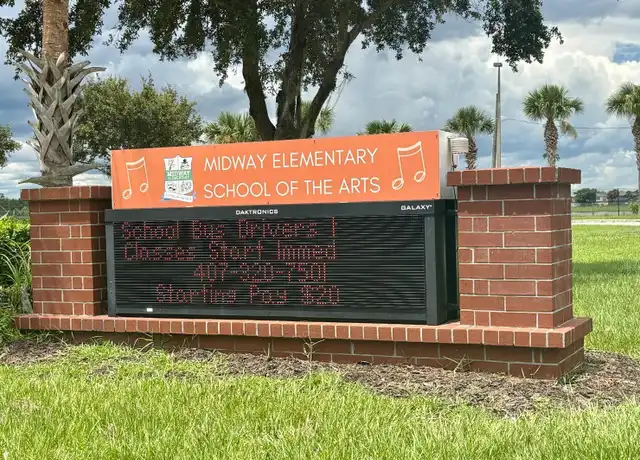 MIDWAY ELEMENTARY
SCHOOL OF THE ARTS
MIDWAY
DAKTRONICS
GALAXY
School Bus Drivers !
Classes Start Immed
407-320-7501
Starting Pay $20